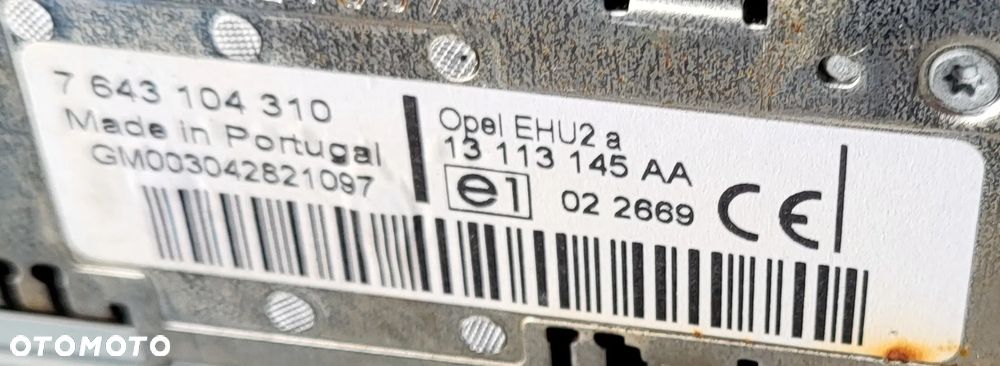 7 643 104 310
Made in Portugal
GM003042821097
Opel EHU2 a
13 113 145 AA
e1 02 2669 CE
OTOMOTO